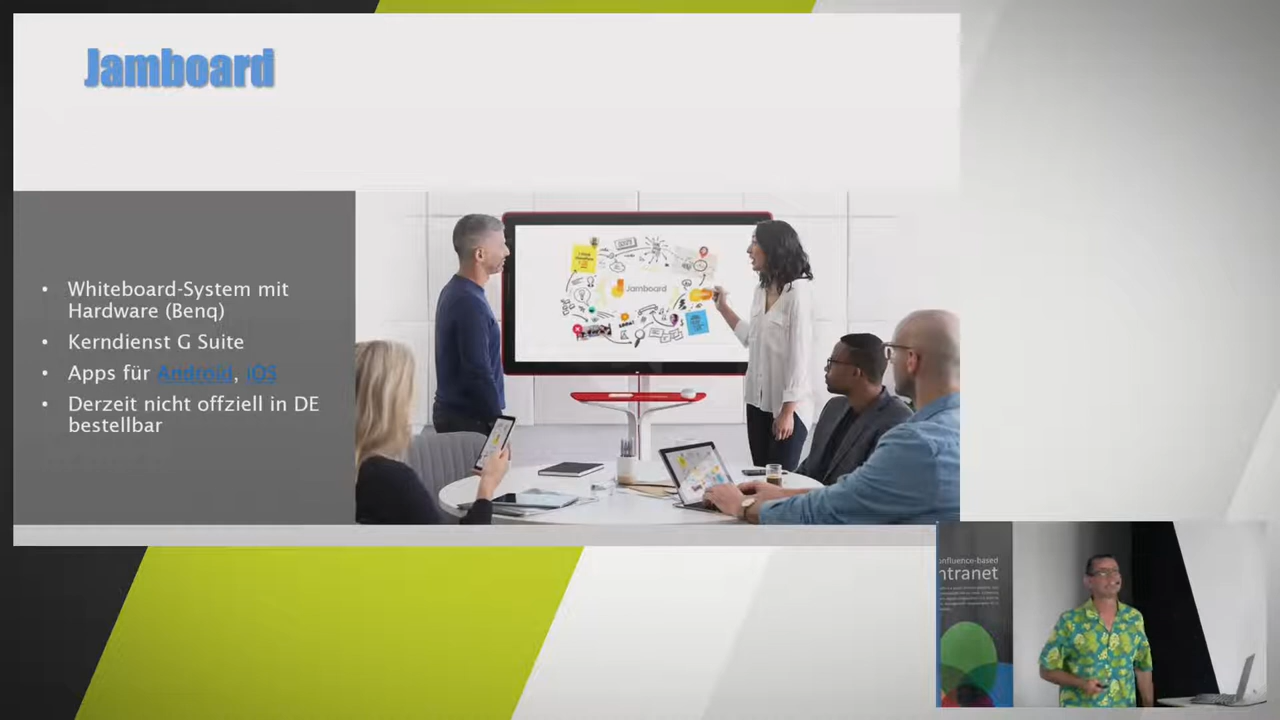 Jamboard
• Whiteboard-System mit
Hardware (Benq)
• Kerndienst G Suite
• Apps für Android, iOS
• Derzeit nicht offziell in DE
bestellbar
Jamboard
onfluence-based
ntranet